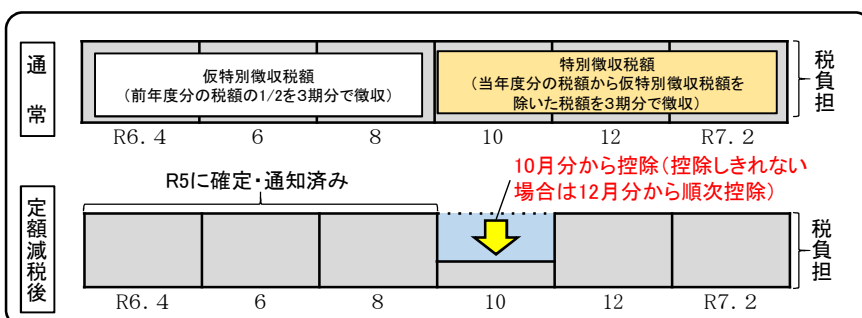 通常
仮特別徴収税額
(前年度分の税額の1/2を3期分で徴収)
特別徴収税額
(当年度分の税額から仮特別徴収税額を
除いた税額を3期分で徴収)
税負担
R6.4 6 8 10 12 R7.2
R5に確定・通知済み
10月分から控除(控除しきれない
場合は12月分から順次控除)
定額減税後
税負担
R6.4 6 8 10 12 R7.2